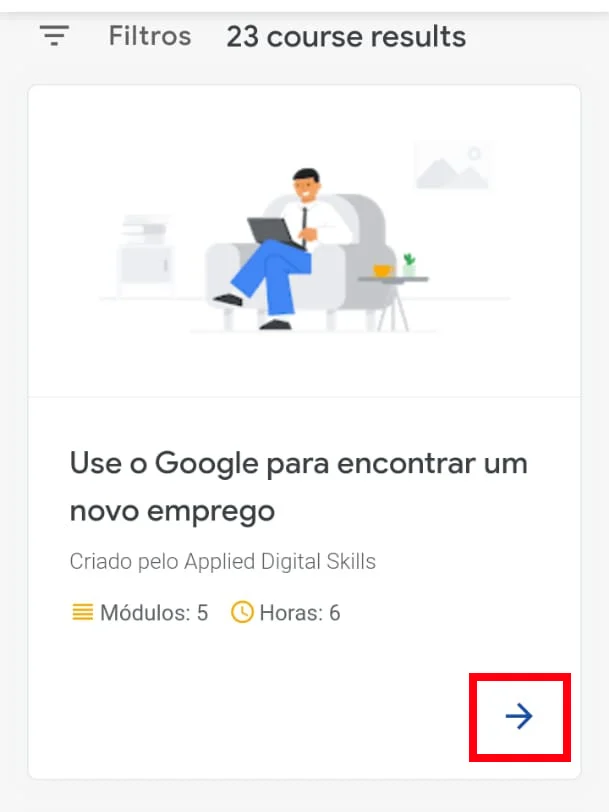 Filtros 23 course results
Use o Google para encontrar um
novo emprego
Criado pelo Applied Digital Skills
Módulos: 5 Horas: 6